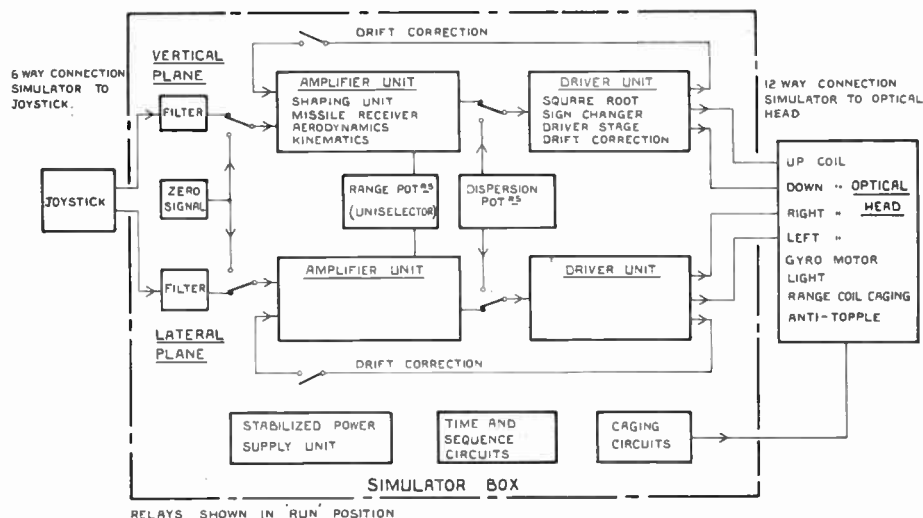 DRIFT CORRECTION
6 WAY CONNECTION
SIMULATOR TO
JOYSTICK.
VERTICAL
PLANE
FILTER
AMPLIFIER UNIT
SHAPING UNIT
MISSILE RECEIVER
AERODYNAMICS
KINEMATICS
DRIVER UNIT
SQUARE ROOT
SIGN CHANGER
DRIVER STAGE
DRIFT CORRECTION
12 WAY CONNECTION
SIMULATOR TO OPTICAL
HEAD
JOYSTICK
ZERO
SIGNAL
RANGE POTRS
(UNISELECTOR)
DISPERSION
POTRS
UP COIL
DOWN "
RIGHT "
LEFT "
OPTICAL
HEAD
GYRO MOTOR
LIGHT
RANGE COIL CAGING
ANTI-TOPPLE
FILTER
LATERAL
PLANE
AMPLIFIER UNIT
DRIVER UNIT
DRIFT CORRECTION
STABILIZED POWER
SUPPLY UNIT
TIME AND
SEQUENCE
CIRCUITS
CAGING
CIRCUITS
SIMULATOR BOX
RELAYS SHOWN IN 'RUN' POSITION